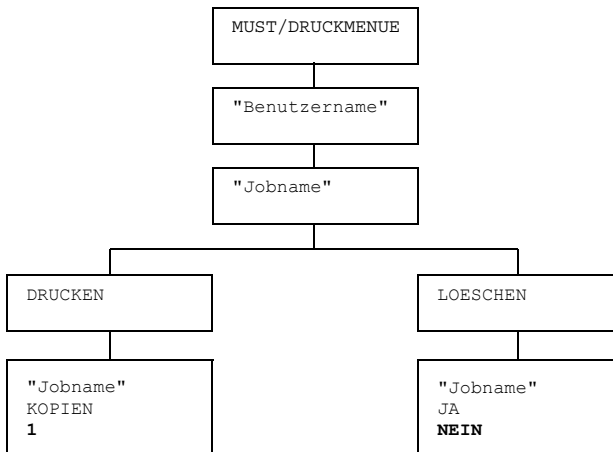 MUST/DRUCKMENUE
"Benutzername"
"Jobname"
DRUCKEN
LOESCHEN
"Jobname"
KOPIEN
1
"Jobname"
JA
NEIN